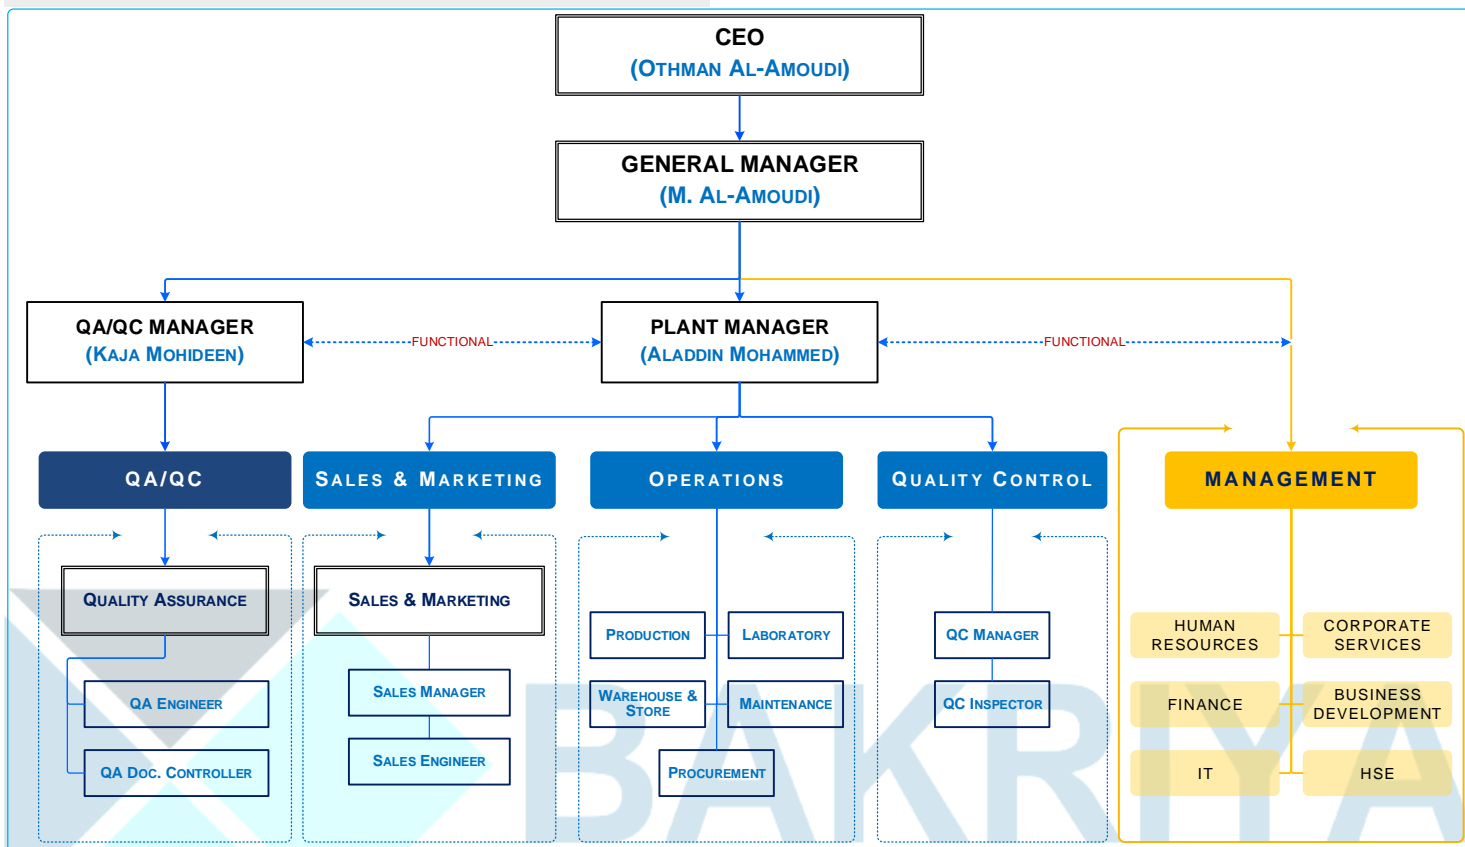 CEO
(OTHMAN AL-AMOUDI)
GENERAL MANAGER
(M. AL-AMOUDI)
QA/QC MANAGER
(KAJA MOHIDEEN)
FUNCTIONAL
PLANT MANAGER
(ALADDIN MOHAMMED)
FUNCTIONAL
QA/QC
SALES & MARKETING
OPERATIONS
QUALITY CONTROL
MANAGEMENT
QUALITY ASSURANCE
QA ENGINEER
QA DOC. CONTROLLER
SALES & MARKETING
SALES MANAGER
SALES ENGINEER
PRODUCTION
LABORATORY
WAREHOUSE &
STORE
MAINTENANCE
PROCUREMENT
QC MANAGER
QC INSPECTOR
HUMAN
RESOURCES
CORPORATE
SERVICES
FINANCE
BUSINESS
DEVELOPMENT
IT
HSE
BAKRIYA